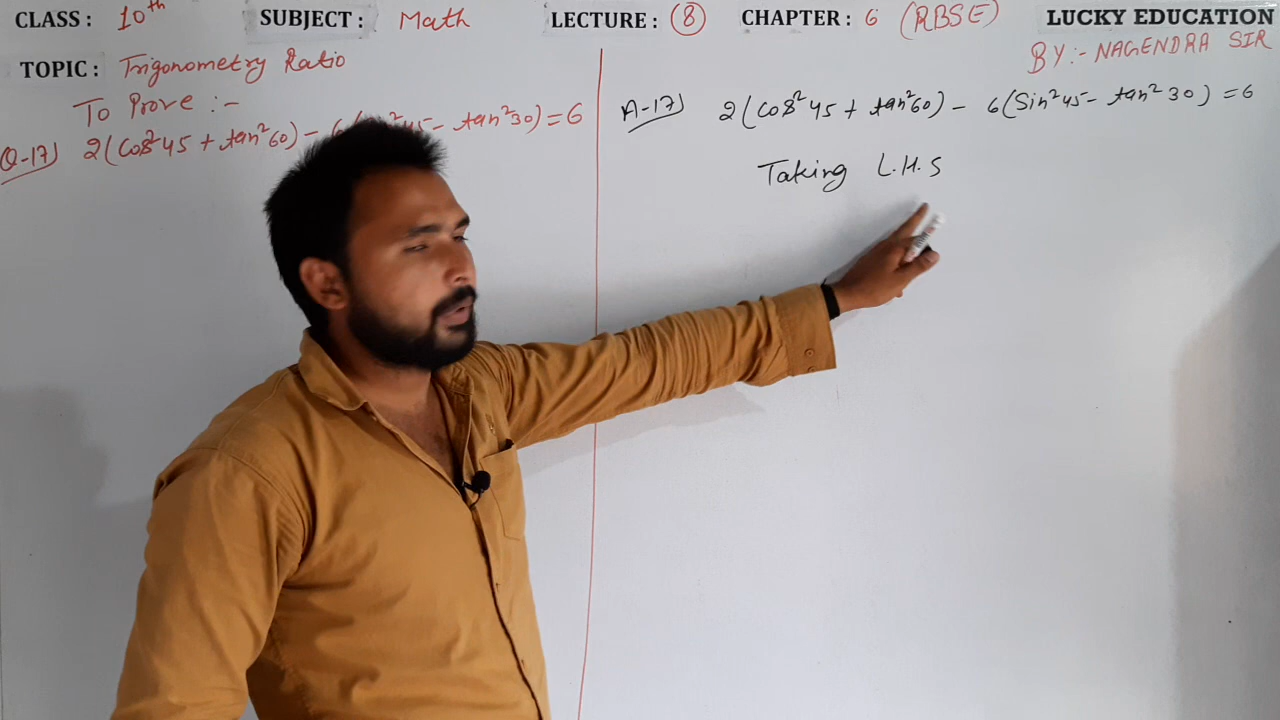 CLASS : 10th SUBJECT : Math LECTURE : (8) CHAPTER : 6 (RBSE) LUCKY EDUCATION
BY :- NAGENDRA SIR
TOPIC : Trigonometry Ratio
To Prove :-
Q-17) 2(cos²45 + tan²60) - 45 - tan²30) = 6
A-17) 2(cos²45 + tan²60) - 6(Sin²45 - tan²30) = 6
Taking L.H.S